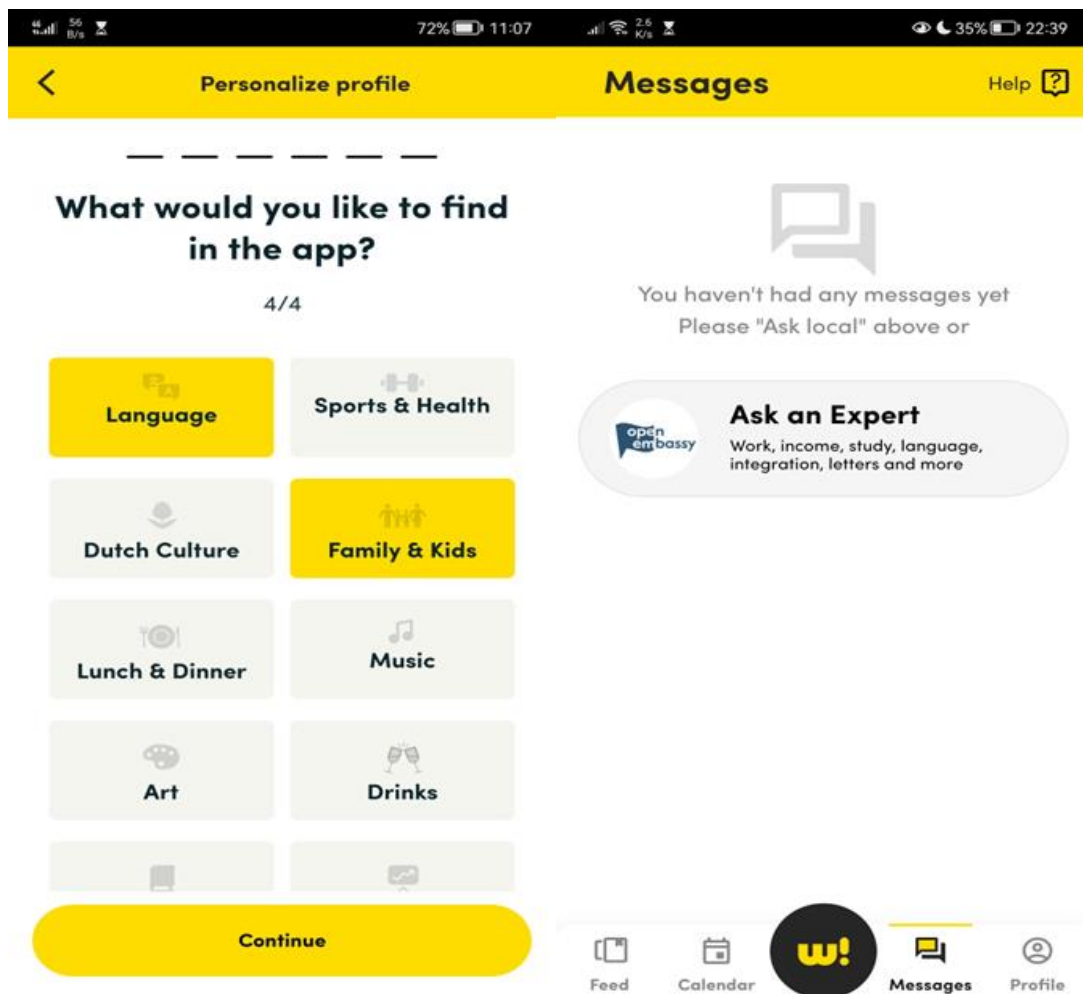 56
B/s
72% 11:07
Personalize profile
What would you like to find
in the app?
4/4
Language
Sports & Health
Dutch Culture
Family & Kids
Lunch & Dinner
Music
Art
Drinks
Continue
2.6
K/s
35% 22:39
Messages
Help ?
You haven't had any messages yet
Please "Ask local" above or
open
embassy
Ask an Expert
Work, income, study, language,
integration, letters and more
w!
Feed
Calendar
Messages
Profile